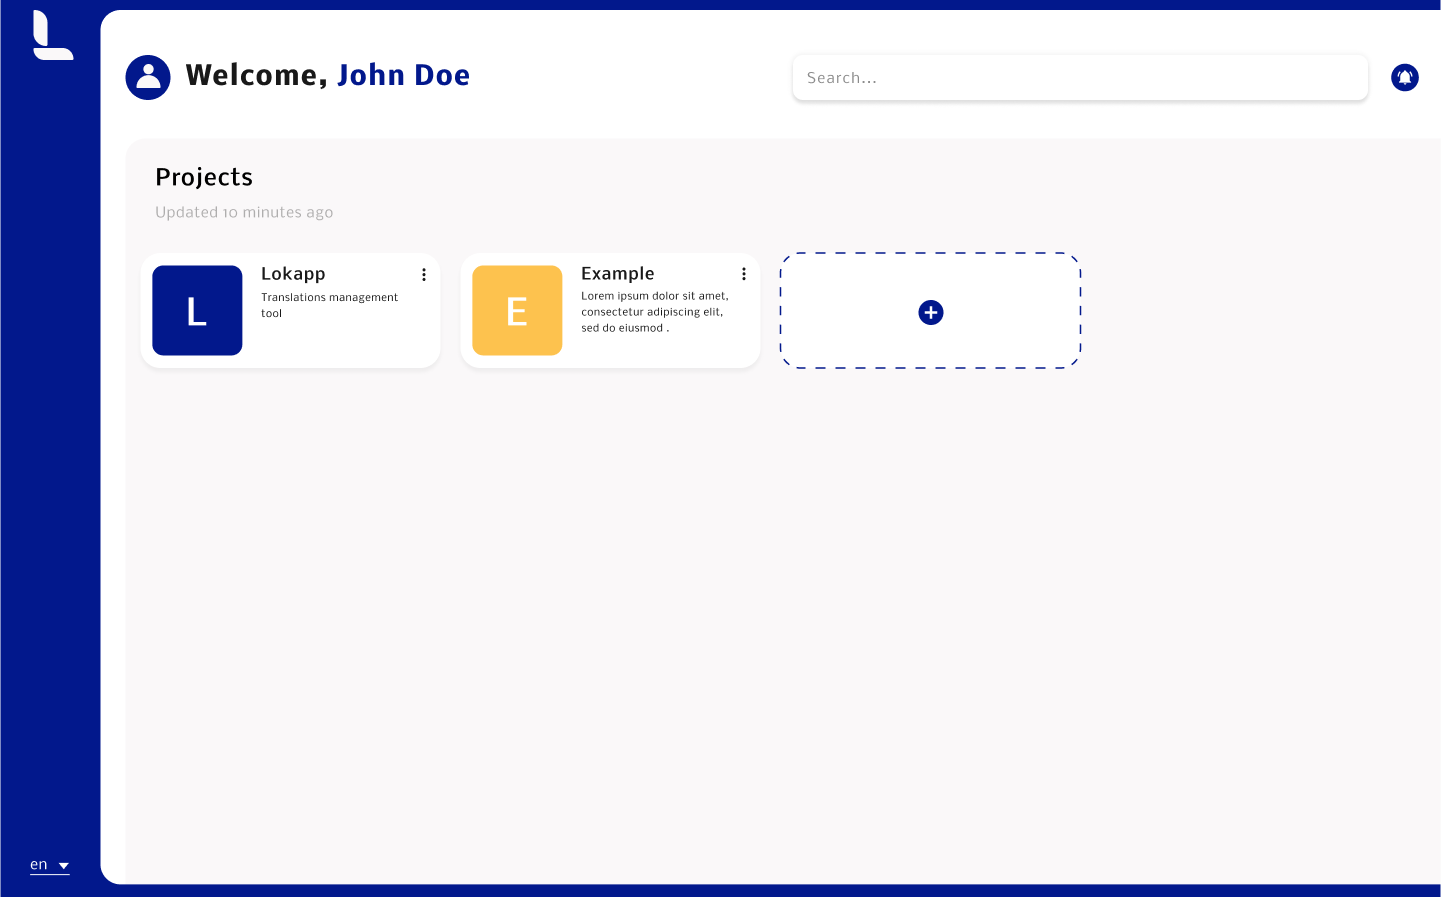 Welcome, John Doe
Search...
Projects
Updated 10 minutes ago
L
Lokapp
Translations management
tool
E
Example
Lorem ipsum dolor sit amet,
consectetur adipiscing elit,
sed do eiusmod .
en